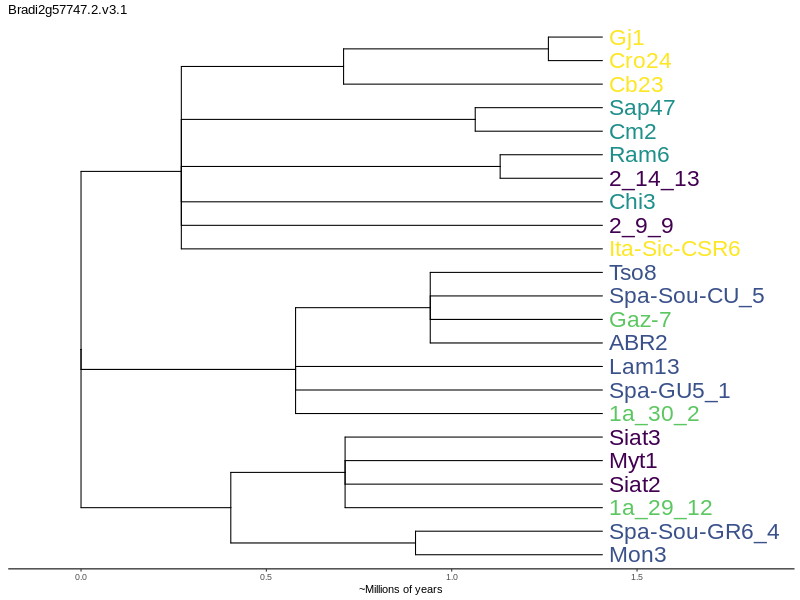 Bradi2g57747.2.v3.1
Gj1
Cro24
Cb23
Sap47
Cm2
Ram6
2_14_13
Chi3
2_9_9
Ita-Sic-CSR6
Tso8
Spa-Sou-CU_5
Gaz-7
ABR2
Lam13
Spa-GU5_1
1a_30_2
Siat3
Myt1
Siat2
1a_29_12
Spa-Sou-GR6_4
Mon3
0.0 0.5 1.0 1.5
~Millions of years